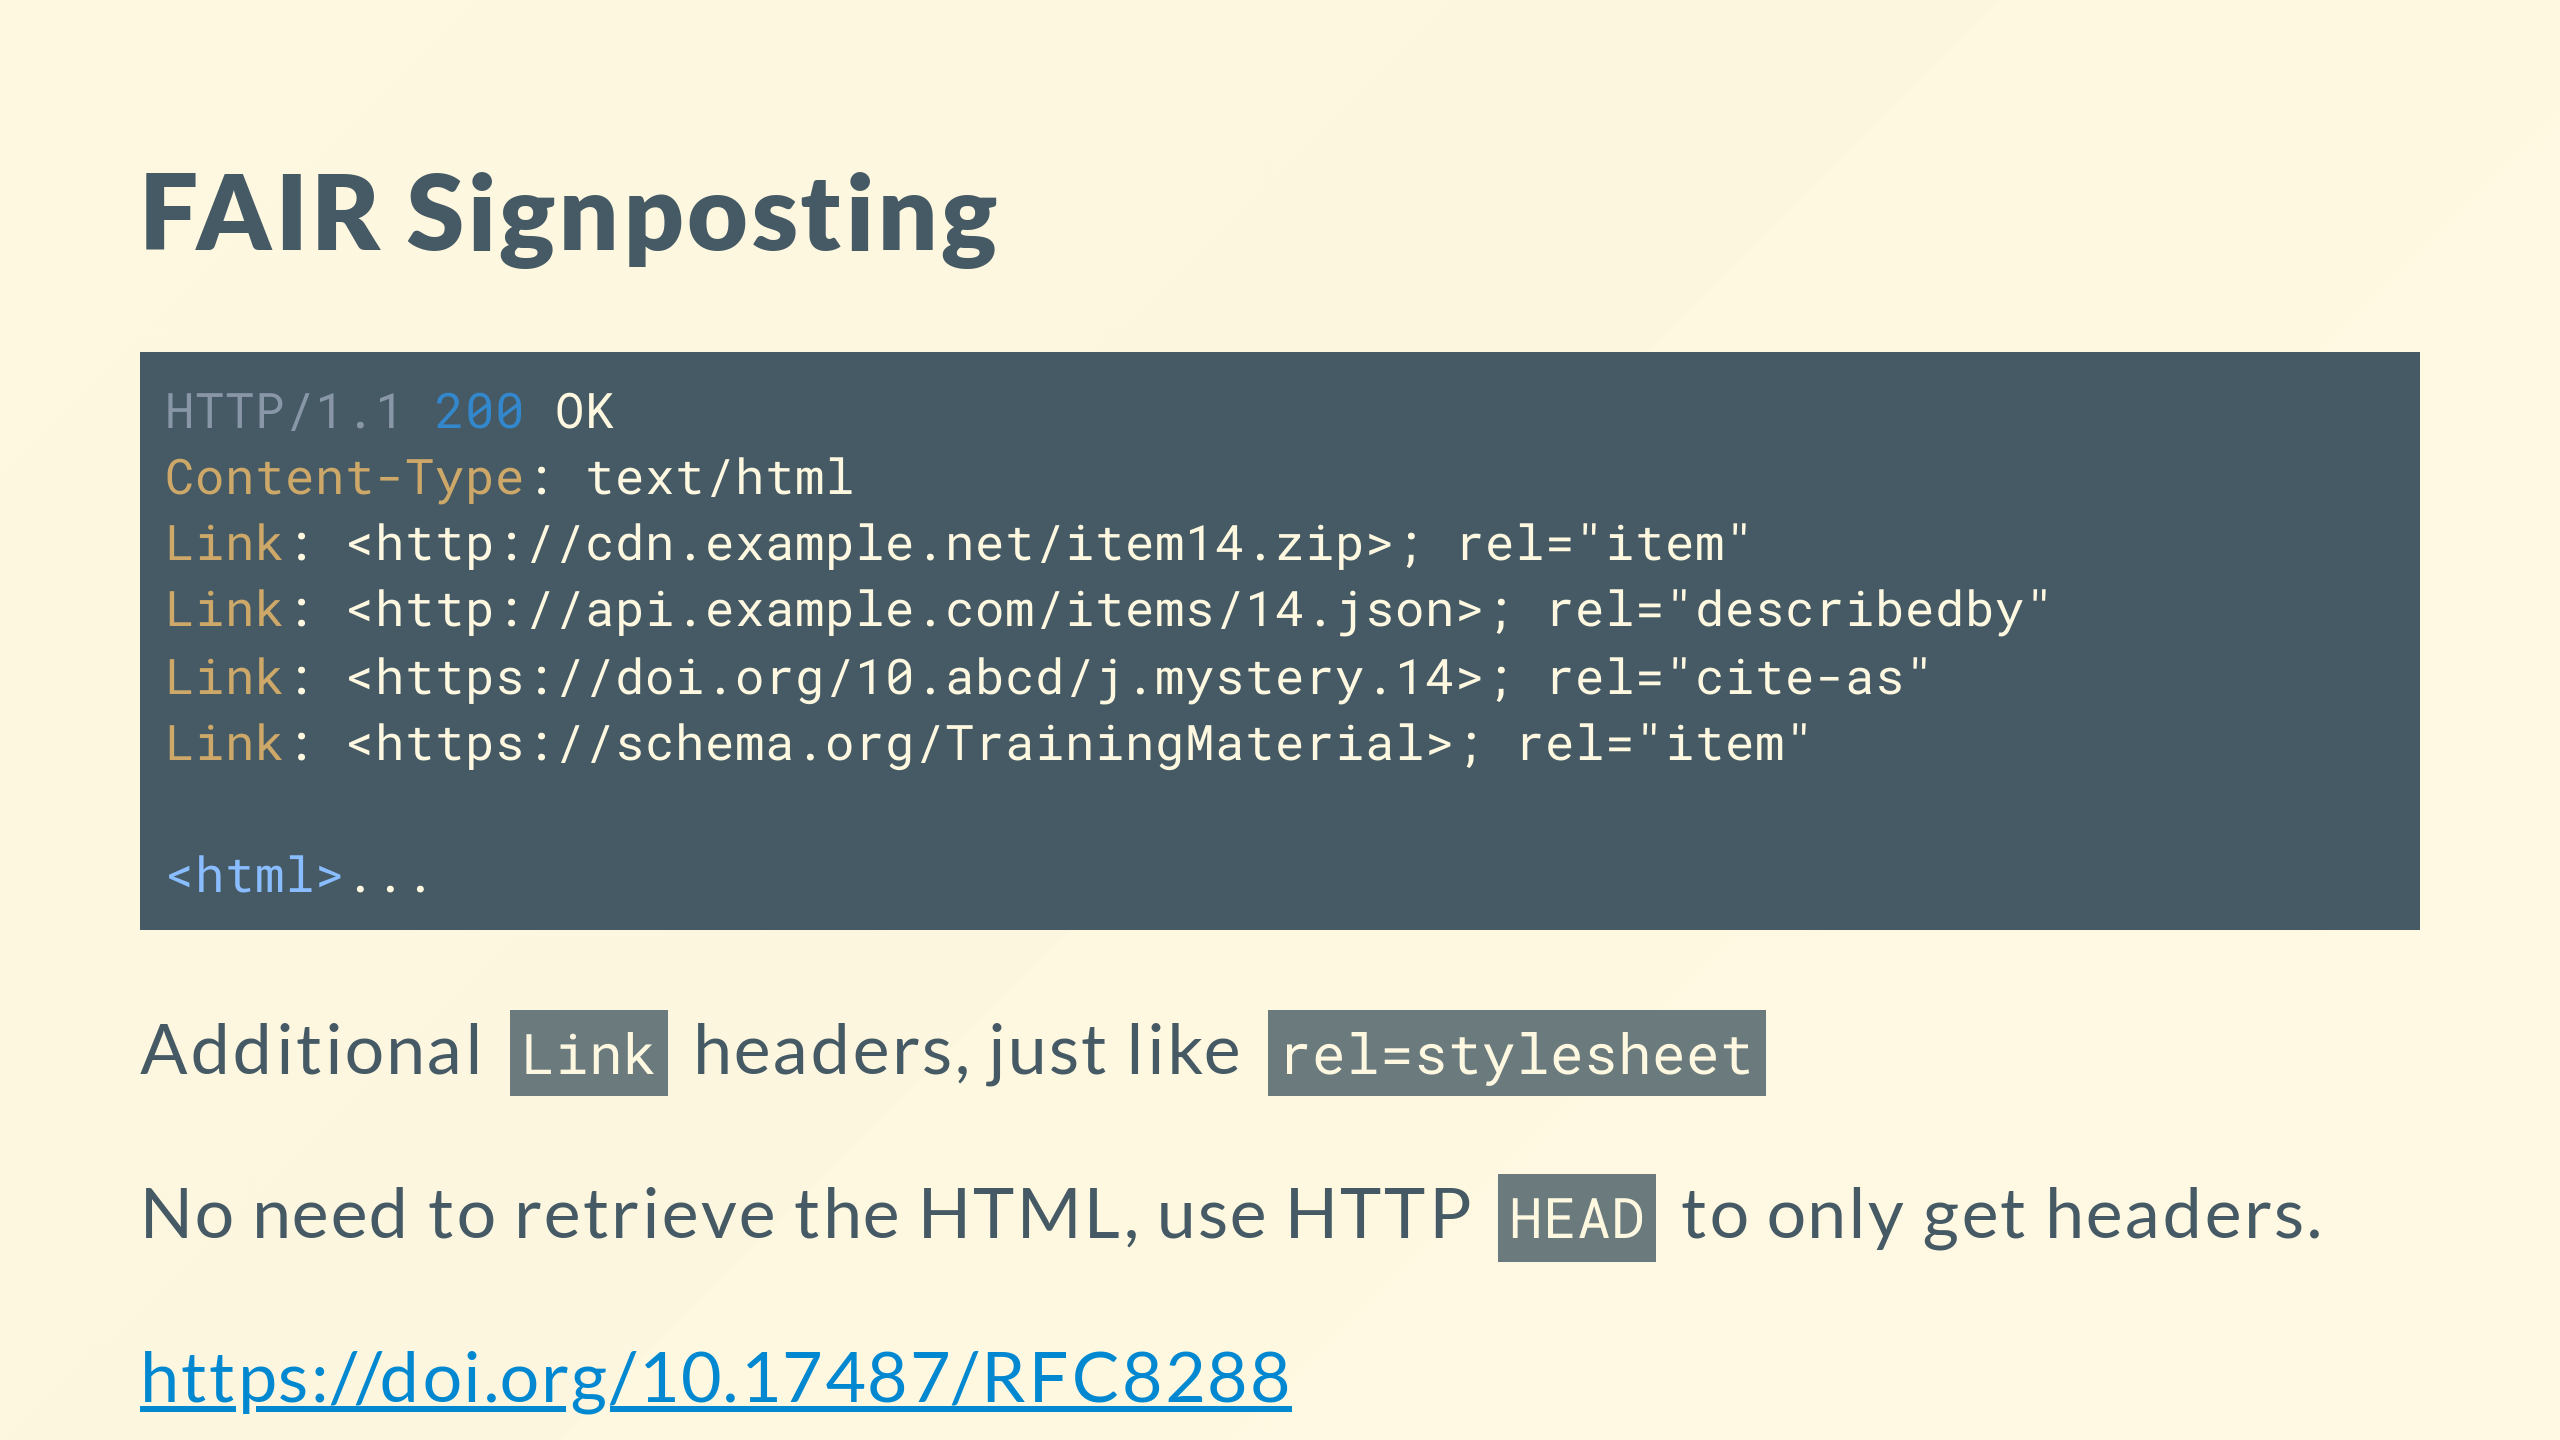 FAIR Signposting
HTTP/1.1 200 OK
Content-Type: text/html
Link: <http://cdn.example.net/item14.zip>; rel="item"
Link: <http://api.example.com/items/14.json>; rel="describedby"
Link: <https://doi.org/10.abcd/j.mystery.14>; rel="cite-as"
Link: <https://schema.org/TrainingMaterial>; rel="item"
<html>...
Additional Link headers, just like rel=stylesheet
No need to retrieve the HTML, use HTTP HEAD to only get headers.
https://doi.org/10.17487/RFC8288